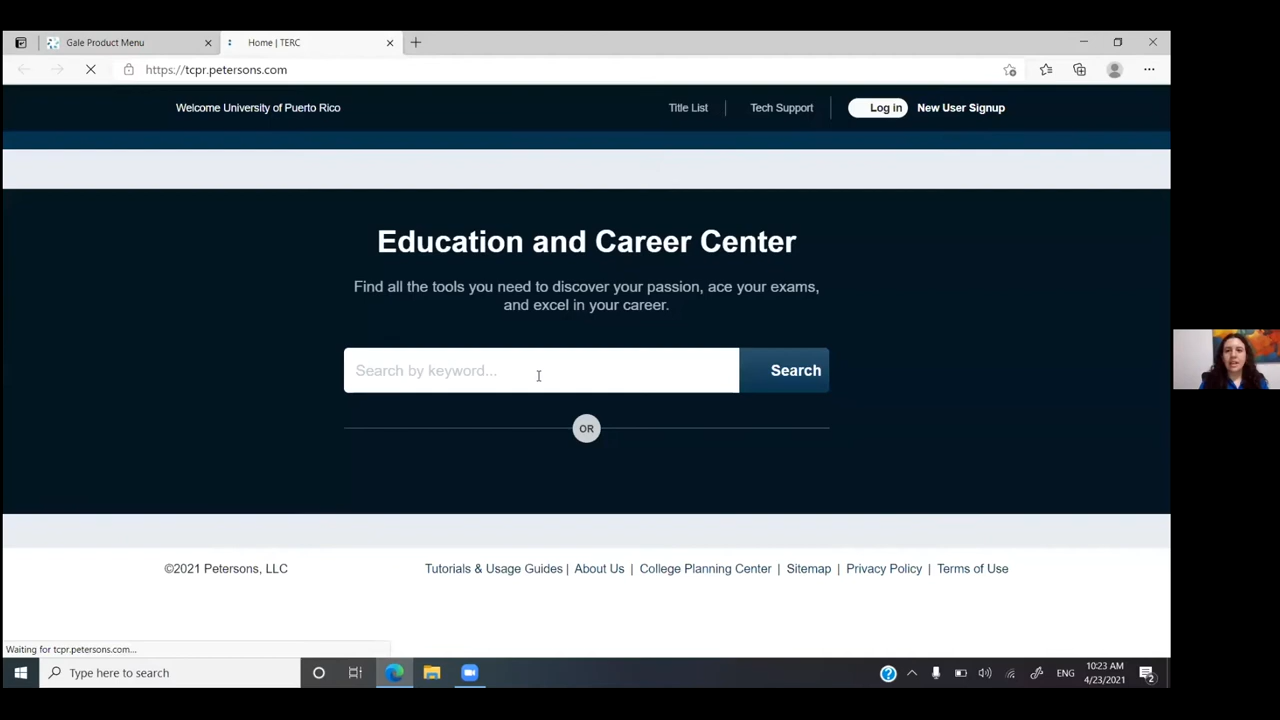 Gale Product Menu
Home | TERC
https://tcpr.petersons.com
Welcome University of Puerto Rico
Title List
Tech Support
Log in
New User Signup
Education and Career Center
Find all the tools you need to discover your passion, ace your exams,
and excel in your career.
Search by keyword...
Search
OR
©2021 Petersons, LLC
Tutorials & Usage Guides | About Us | College Planning Center | Sitemap | Privacy Policy | Terms of Use
Waiting for tcpr.petersons.com...
Type here to search
ENG
10:23 AM
4/23/2021
2